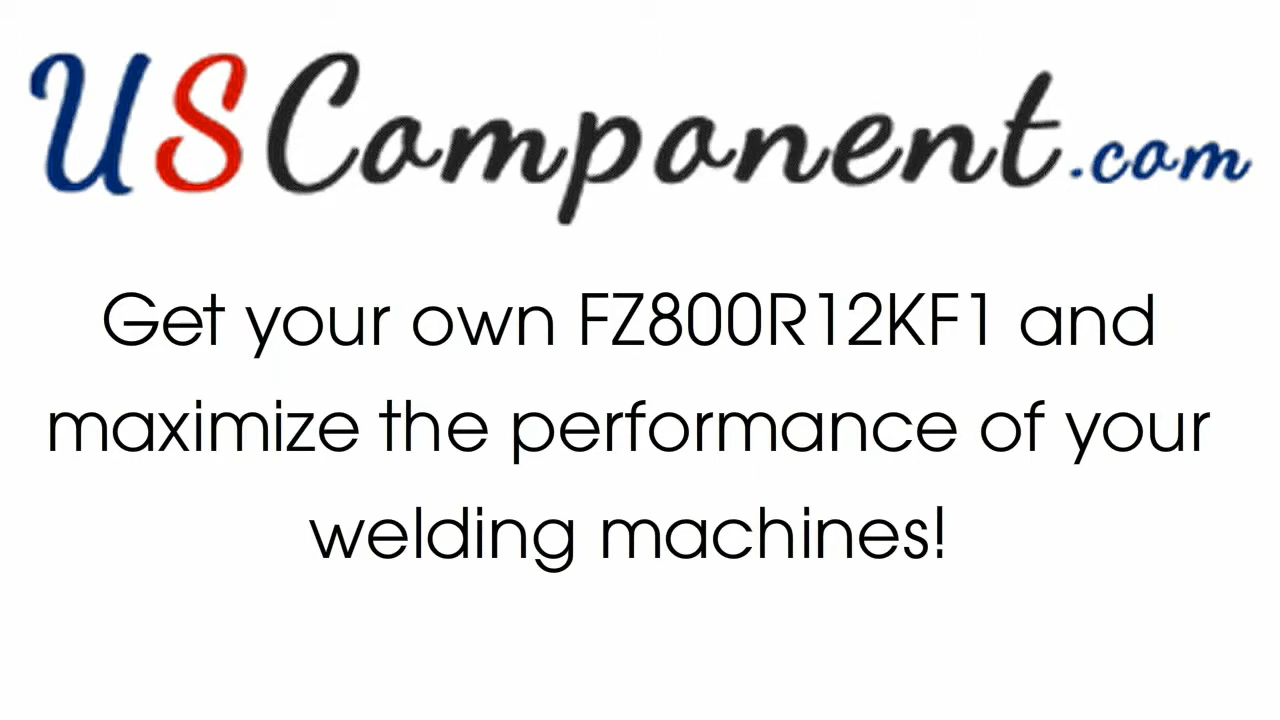 USComponent.com
Get your own FZ800R12KF1 and
maximize the performance of your
welding machines!